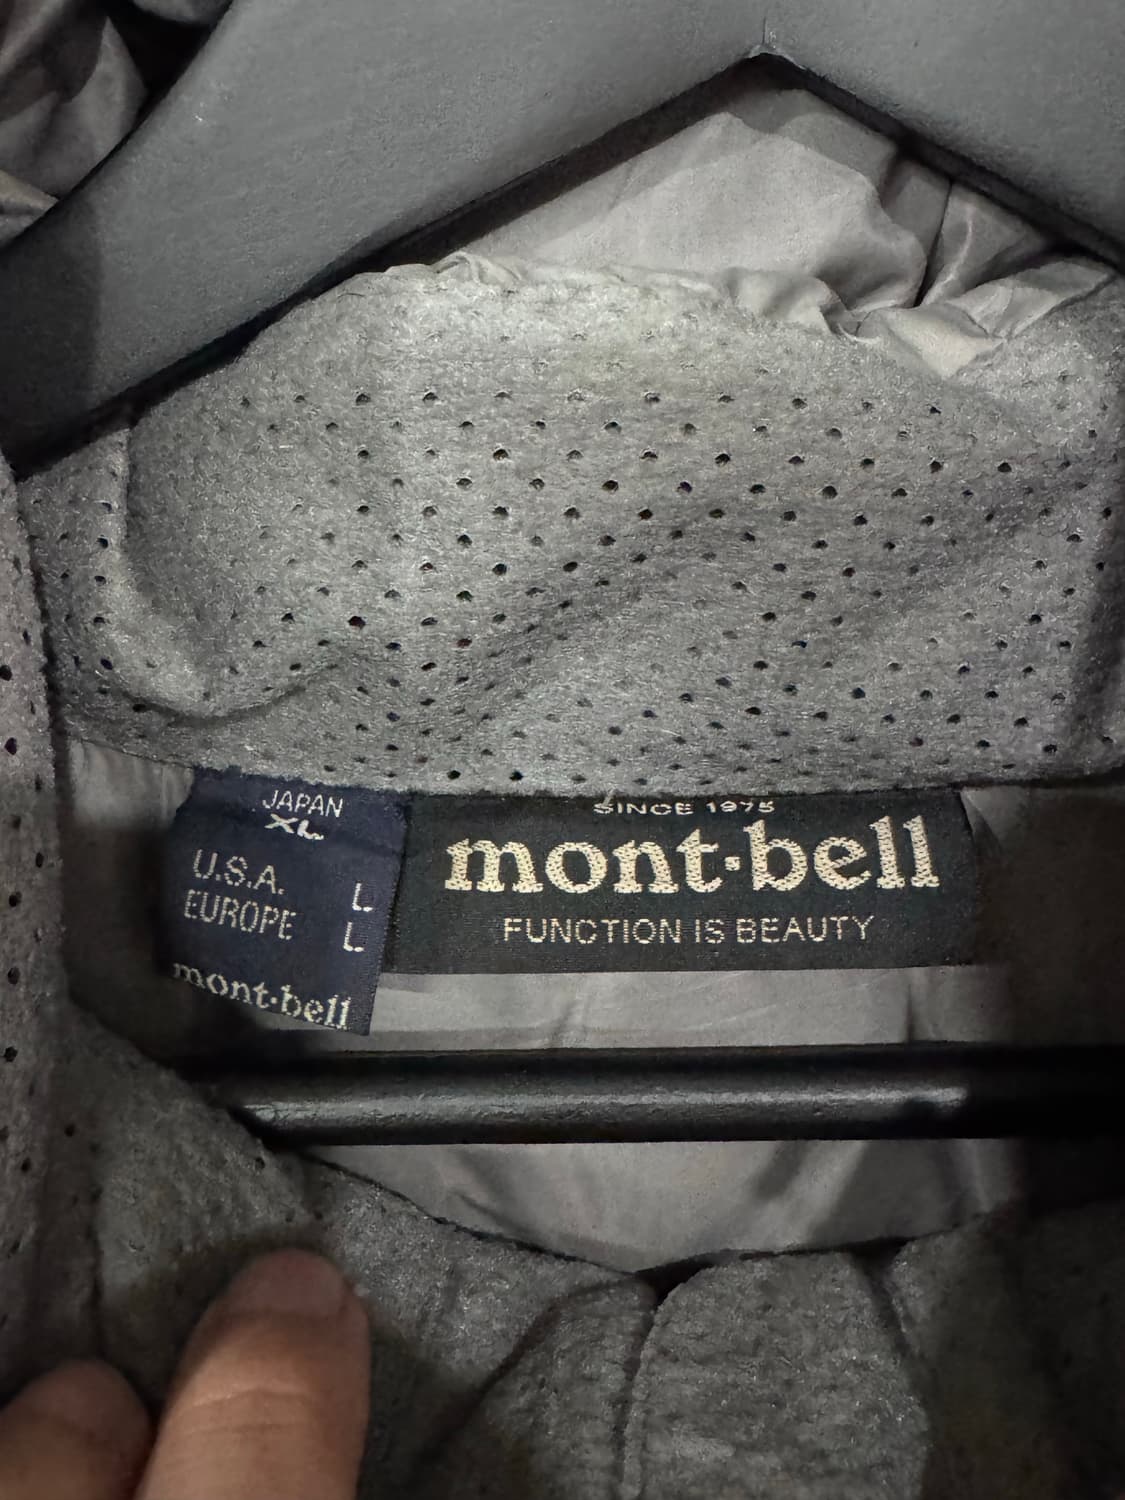 JAPAN
XL
U.S.A. L
EUROPE L
mont·bell
SINCE 1975
mont·bell
FUNCTION IS BEAUTY